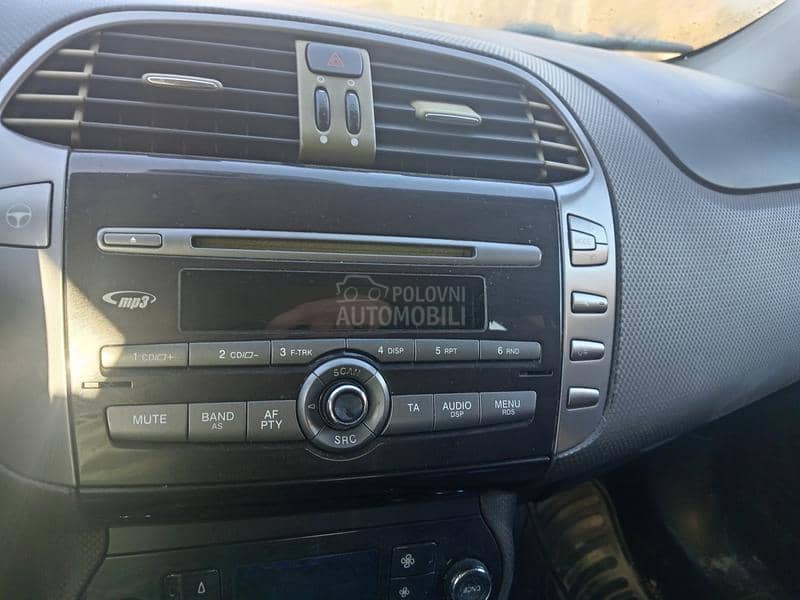 MODE
mp3
POLOVNI
AUTOMOBILI
1 CD/+ 2 CD/- 3 F-TRK 4 DISP 5 RPT 6 RND
SCAN
MUTE BAND AS AF PTY TA AUDIO DSP MENU RDS
SRC